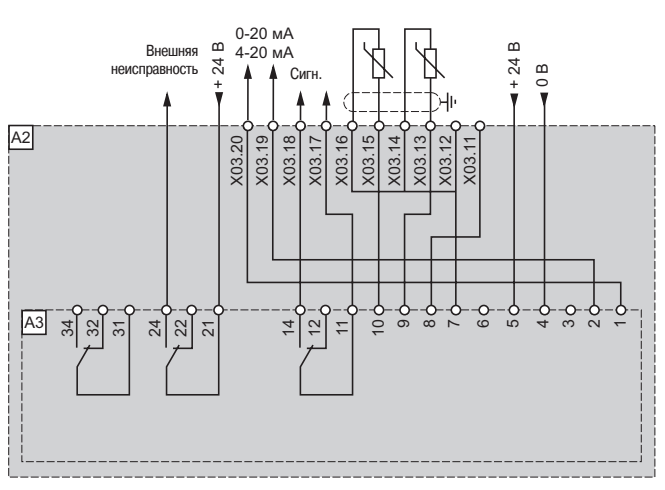 Внешняя
неисправность
+ 24 В
0-20 мА
4-20 мА
Сигн.
+ 24 В
0 В
A2
X03.20
X03.19
X03.18
X03.17
X03.16
X03.15
X03.14
X03.13
X03.12
X03.11
A3
34
32
31
24
22
21
14
12
11
10
9
8
7
6
5
4
3
2
1